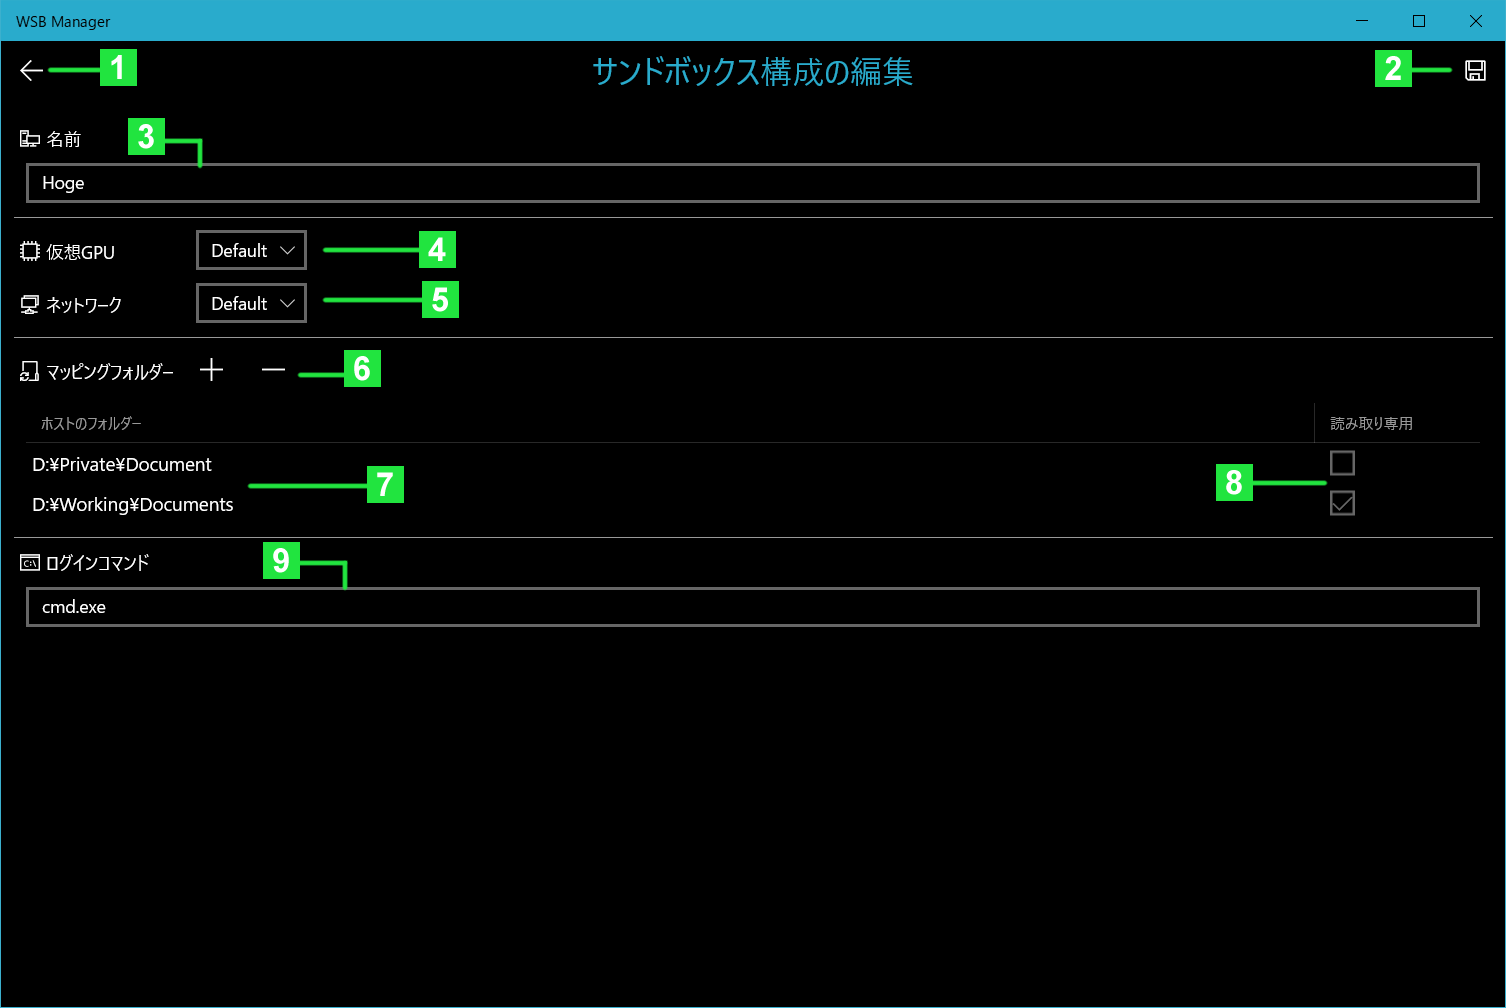 WSB Manager
1
サンドボックス構成の編集
2
名前
3
Hoge
仮想GPU
Default
4
ネットワーク
Default
5
マッピングフォルダー
6
ホストのフォルダー
読み取り専用
D:¥Private¥Document
7
8
D:¥Working¥Documents
C:\ ログインコマンド
9
cmd.exe